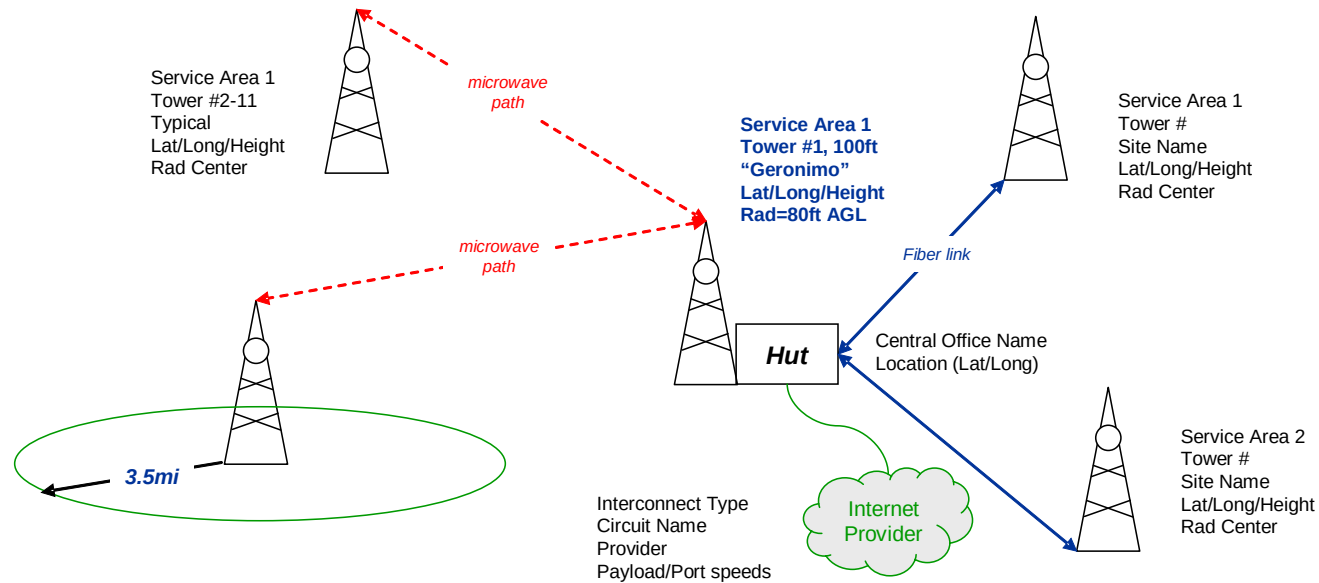 Service Area 1
Tower #2-11
Typical
Lat/Long/Height
Rad Center
microwave
path
Service Area 1
Tower #1, 100ft
“Geronimo”
Lat/Long/Height
Rad=80ft AGL
Service Area 1
Tower #
Site Name
Lat/Long/Height
Rad Center
microwave
path
Fiber link
Hut
Central Office Name
Location (Lat/Long)
3.5mi
Service Area 2
Tower #
Site Name
Lat/Long/Height
Rad Center
Interconnect Type
Circuit Name
Provider
Payload/Port speeds
Internet
Provider